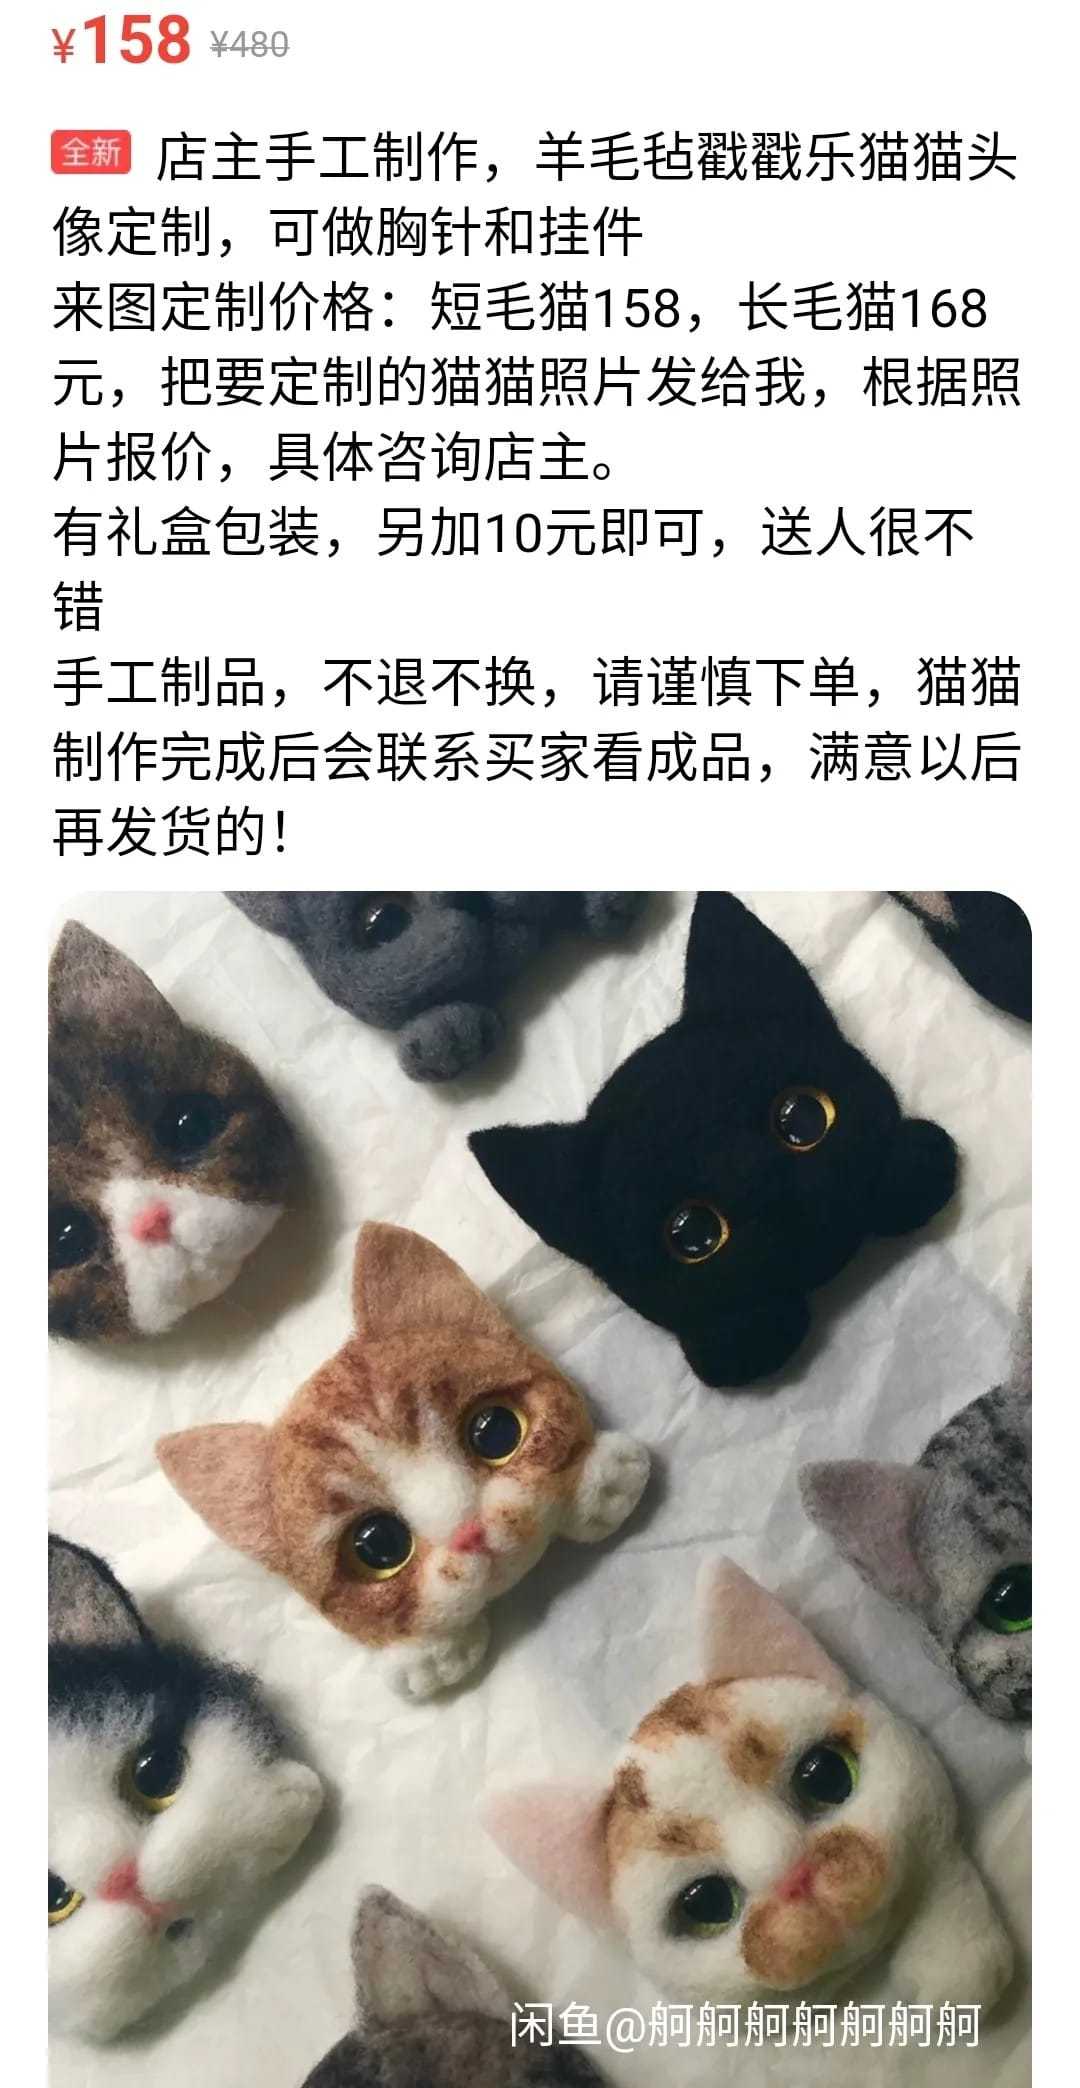 ¥158 ¥480
全新 店主手工制作，羊毛毡戳戳乐猫猫头
像定制，可做胸针和挂件
来图定制价格：短毛猫158，长毛猫168
元，把要定制的猫猫照片发给我，根据照
片报价，具体咨询店主。
有礼盒包装，另加10元即可，送人很不
错
手工制品，不退不换，请谨慎下单，猫猫
制作完成后会联系买家看成品，满意以后
再发货的！
闲鱼@舸舸舸舸舸舸舸